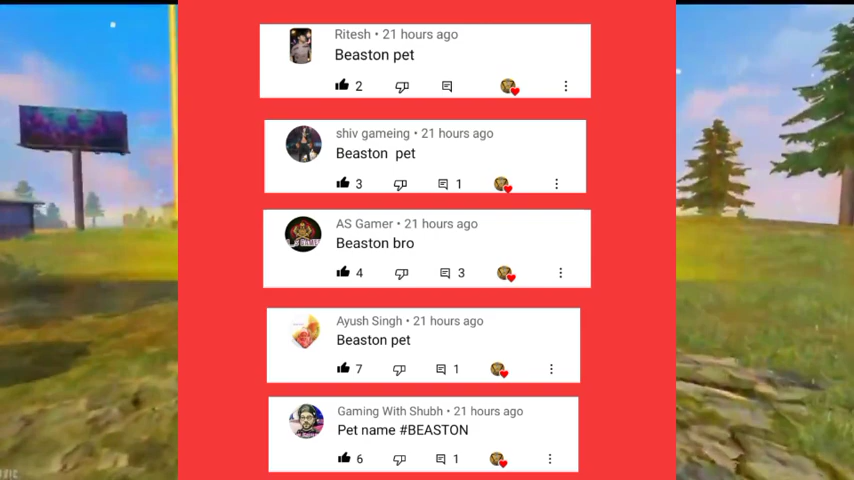 Ritesh • 21 hours ago
Beaston pet
2
shiv gameing • 21 hours ago
Beaston pet
3 1
AS Gamer • 21 hours ago
Beaston bro
4 3
Ayush Singh • 21 hours ago
Beaston pet
7 1
Gaming With Shubh • 21 hours ago
Pet name #BEASTON
6 1